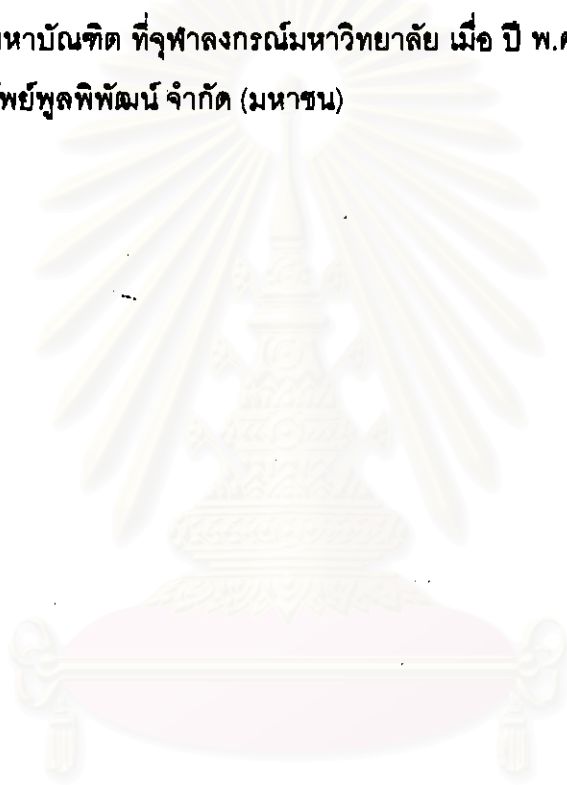 หาบัณฑิต ที่จุฬาลงกรณ์มหาวิทยาลัย เมื่อ ปี พ.ศ
พย์พูลพิพัฒน์ จำกัด (มหาชน)